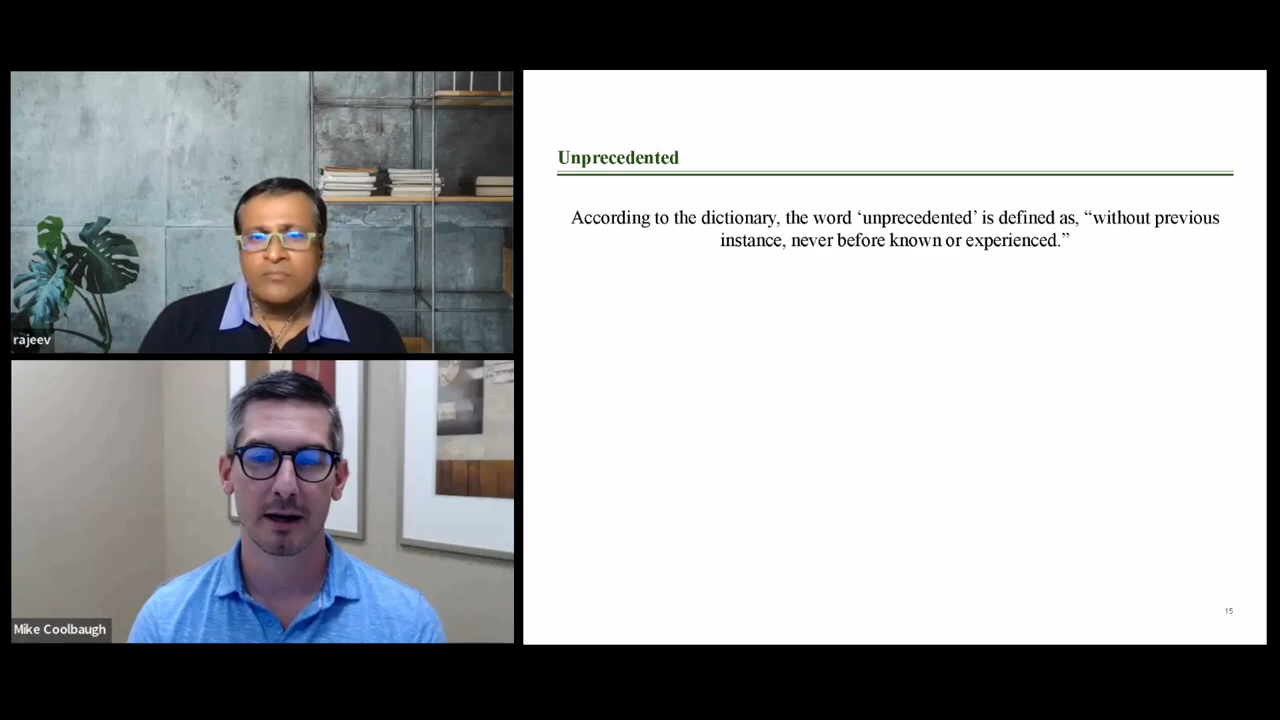 rajeev
Mike Coolbaugh
Unprecedented
According to the dictionary, the word ‘unprecedented’ is defined as, “without previous
instance, never before known or experienced.”
15